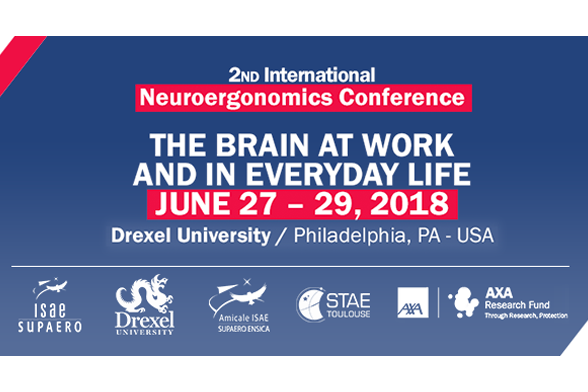 2ND International
Neuroergonomics Conference
THE BRAIN AT WORK
AND IN EVERYDAY LIFE
JUNE 27 – 29, 2018
Drexel University / Philadelphia, PA - USA
isae
SUPAERO
Drexel
UNIVERSITY
Amicale ISAE
SUPAERO ENSICA
STAE
TOULOUSE
AXA
AXA
Research Fund
Through Research, Protection